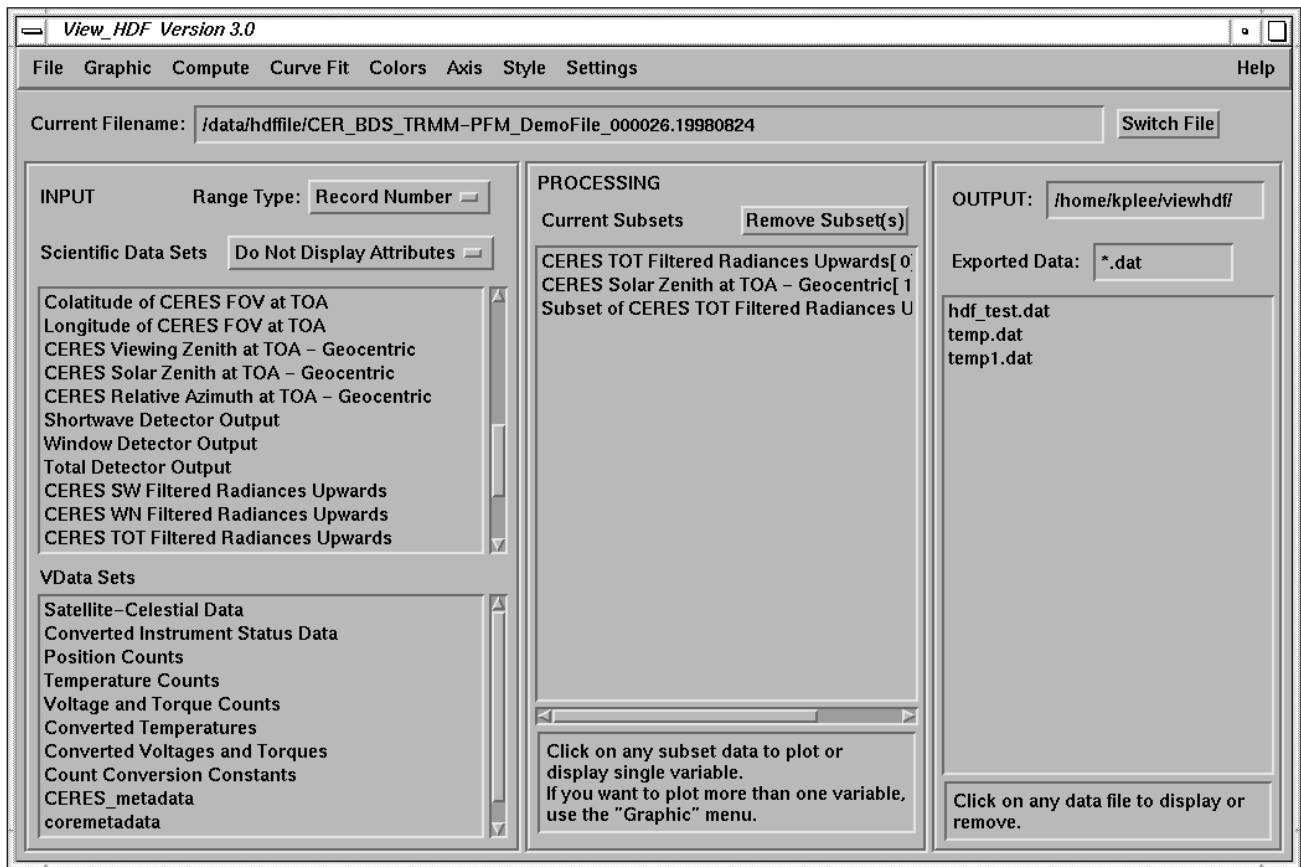 View_HDF Version 3.0
File Graphic Compute Curve Fit Colors Axis Style Settings Help
Current Filename: /data/hdffile/CER_BDS_TRMM-PFM_DemoFile_000026.19980824 Switch File
INPUT Range Type: Record Number
Scientific Data Sets Do Not Display Attributes
Colatitude of CERES FOV at TOA
Longitude of CERES FOV at TOA
CERES Viewing Zenith at TOA - Geocentric
CERES Solar Zenith at TOA - Geocentric
CERES Relative Azimuth at TOA - Geocentric
Shortwave Detector Output
Window Detector Output
Total Detector Output
CERES SW Filtered Radiances Upwards
CERES WN Filtered Radiances Upwards
CERES TOT Filtered Radiances Upwards
VData Sets
Satellite-Celestial Data
Converted Instrument Status Data
Position Counts
Temperature Counts
Voltage and Torque Counts
Converted Temperatures
Converted Voltages and Torques
Count Conversion Constants
CERES_metadata
coremetadata
PROCESSING
Current Subsets Remove Subset(s)
CERES TOT Filtered Radiances Upwards[ 0]
CERES Solar Zenith at TOA - Geocentric[ 1
Subset of CERES TOT Filtered Radiances U
Click on any subset data to plot or
display single variable.
If you want to plot more than one variable,
use the "Graphic" menu.
OUTPUT: /home/kplee/viewhdf/
Exported Data: *.dat
hdf_test.dat
temp.dat
temp1.dat
Click on any data file to display or
remove.